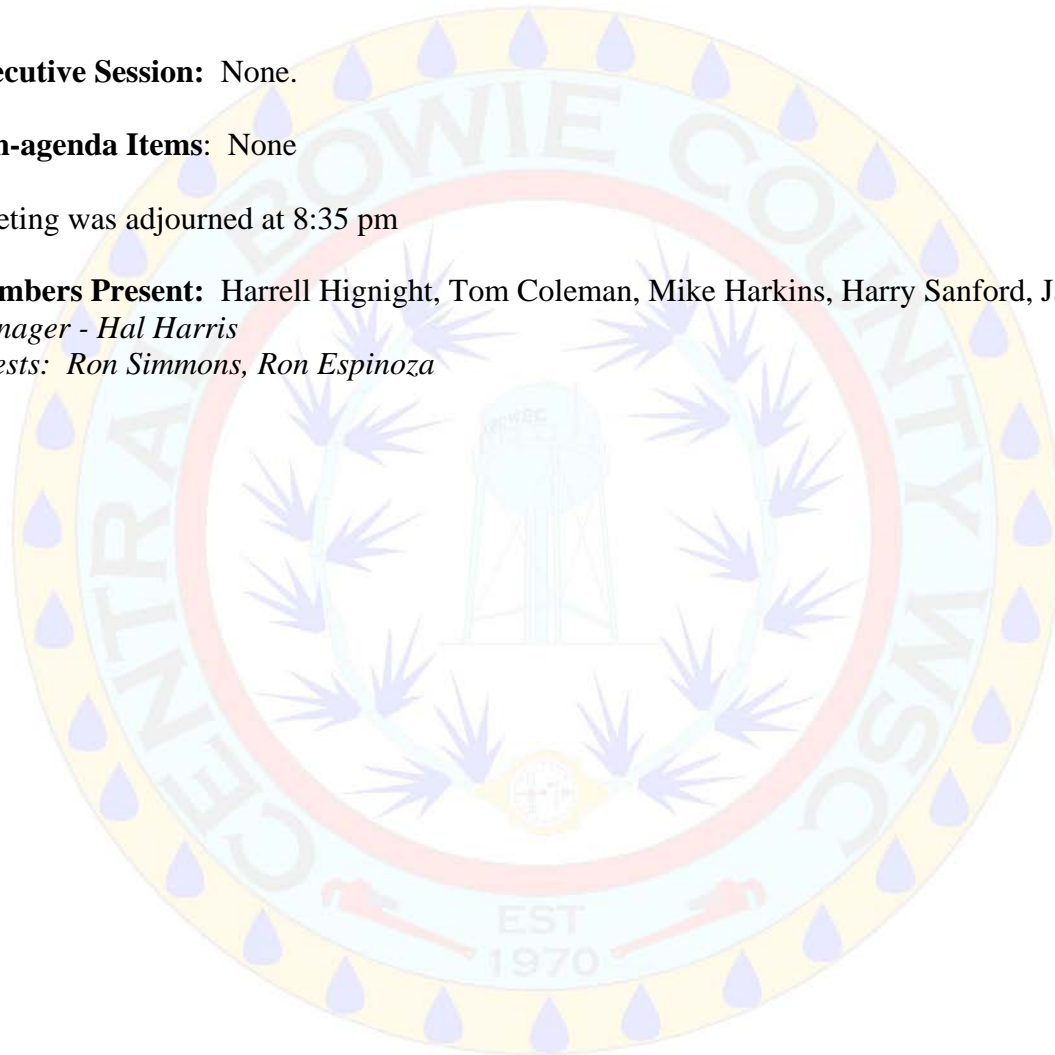 ecutive Session: None.
n-agenda Items: None
eting was adjourned at 8:35 pm
mbers Present: Harrell Hignight, Tom Coleman, Mike Harkins, Harry Sanford, J
nager - Hal Harris
ests: Ron Simmons, Ron Espinoza
CENTRAL BOWIE COUNTY WSC
EST
1970